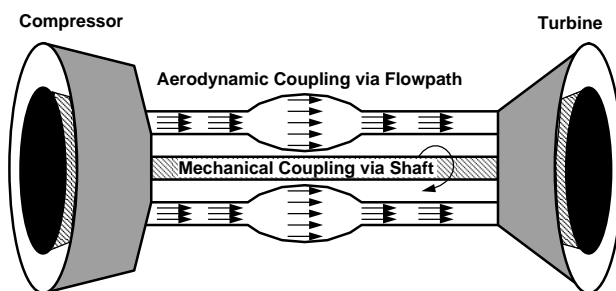 Compressor
Turbine
Aerodynamic Coupling via Flowpath
Mechanical Coupling via Shaft